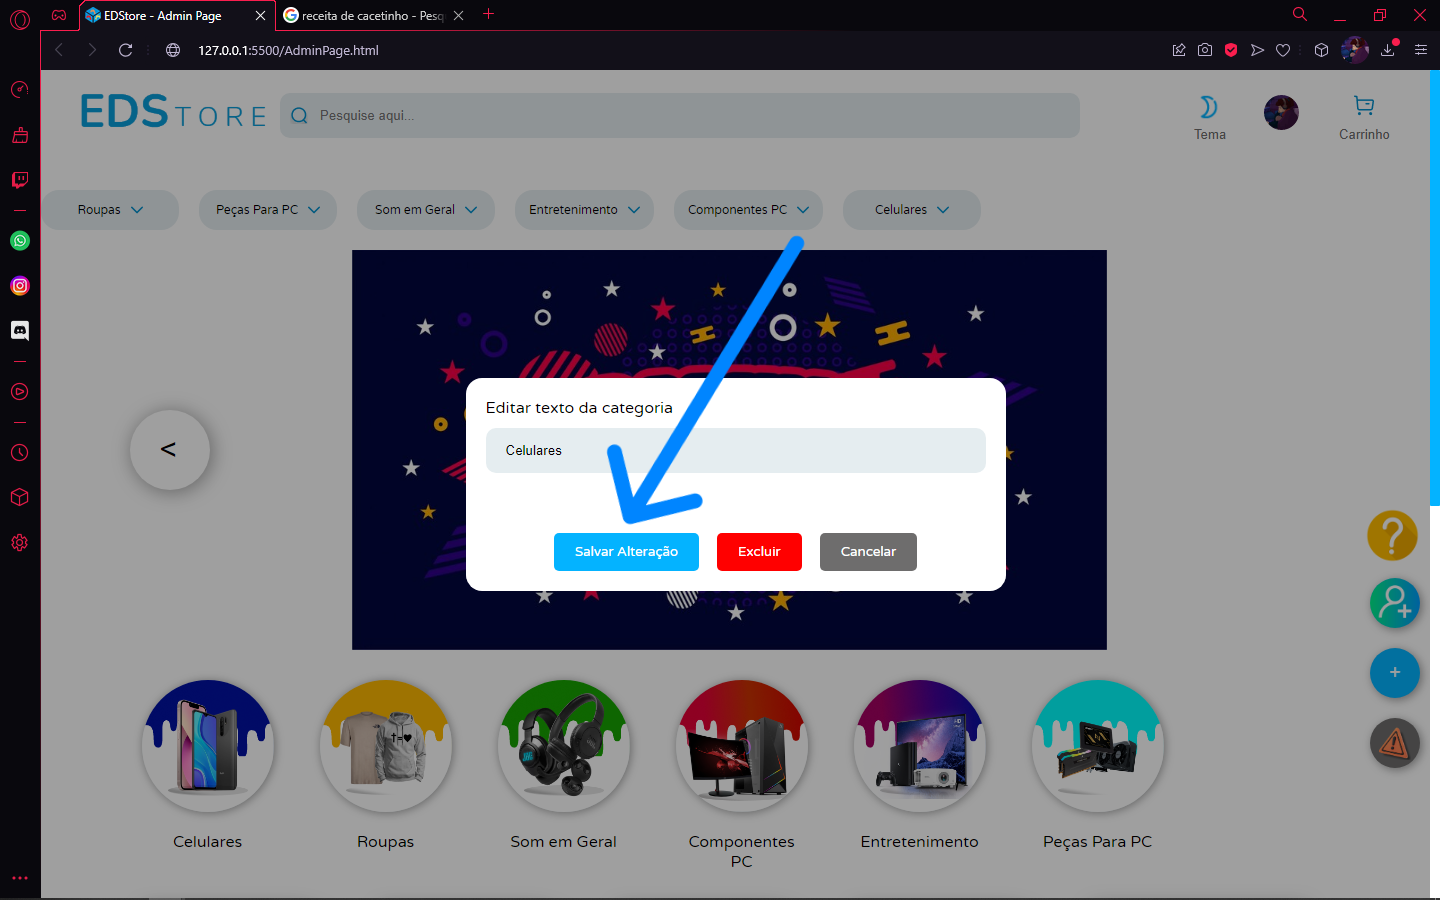 EDStore - Admin Page
receita de cacetinho - Pesq
127.0.0.1:5500/AdminPage.html
EDSTORE
Pesquise aqui...
Tema
Carrinho
Roupas
Peças Para PC
Som em Geral
Entretenimento
Componentes PC
Celulares
Editar texto da categoria
Celulares
Salvar Alteração
Excluir
Cancelar
<
?
+
Celulares
Roupas
Som em Geral
Componentes
PC
Entretenimento
Peças Para PC